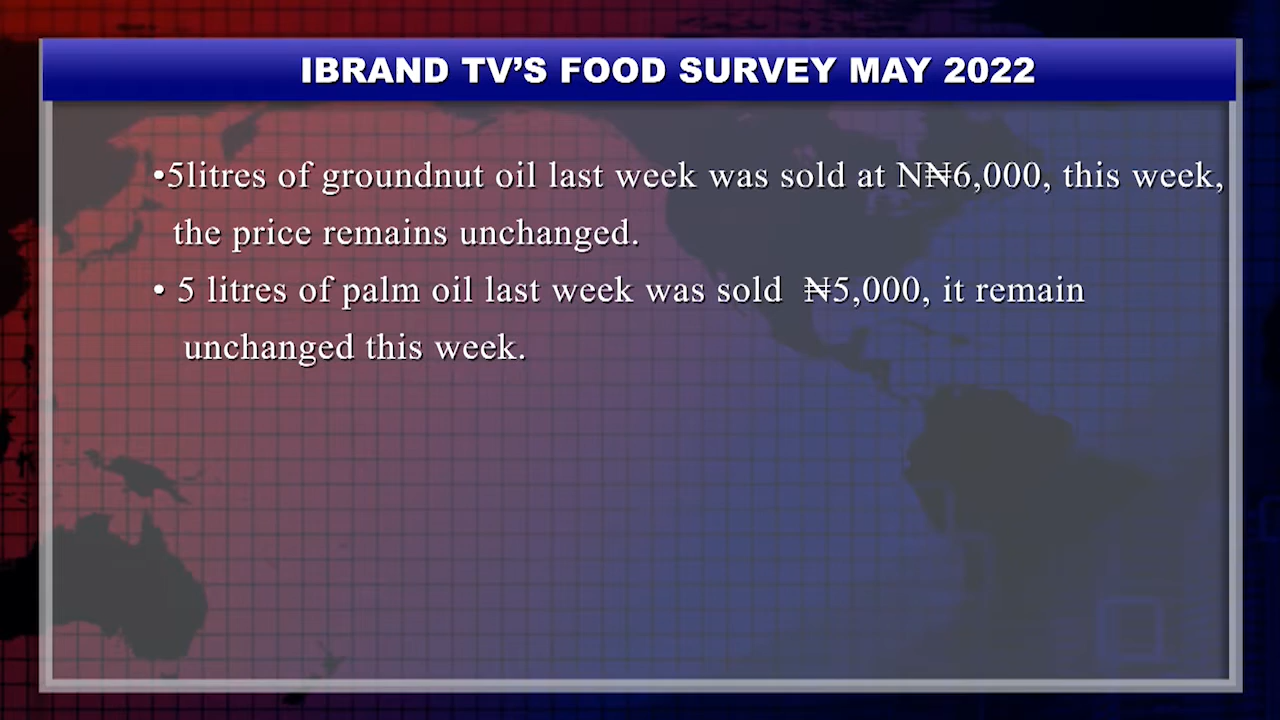 IBRAND TV'S FOOD SURVEY MAY 2022
•5litres of groundnut oil last week was sold at N₦6,000, this week,
the price remains unchanged.
• 5 litres of palm oil last week was sold ₦5,000, it remain
unchanged this week.